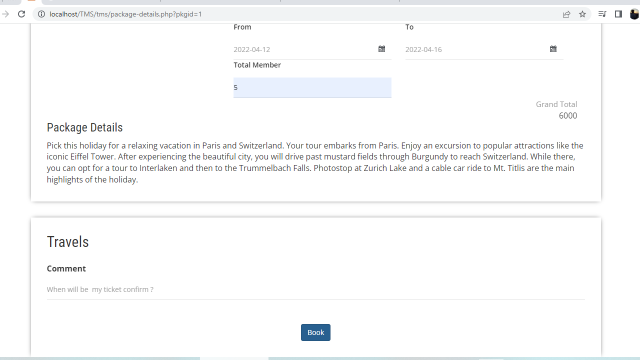 localhost/TMS/tms/package-details.php?pkgid=1
From To
2022-04-12 2022-04-16
Total Member
5
Grand Total
6000
Package Details
Pick this holiday for a relaxing vacation in Paris and Switzerland. Your tour embarks from Paris. Enjoy an excursion to popular attractions like the
iconic Eiffel Tower. After experiencing the beautiful city, you will drive past mustard fields through Burgundy to reach Switzerland. While there,
you can opt for a tour to Interlaken and then to the Trummelbach Falls. Photostop at Zurich Lake and a cable car ride to Mt. Titlis are the main
highlights of the holiday.
Travels
Comment
When will be my ticket confirm ?
Book